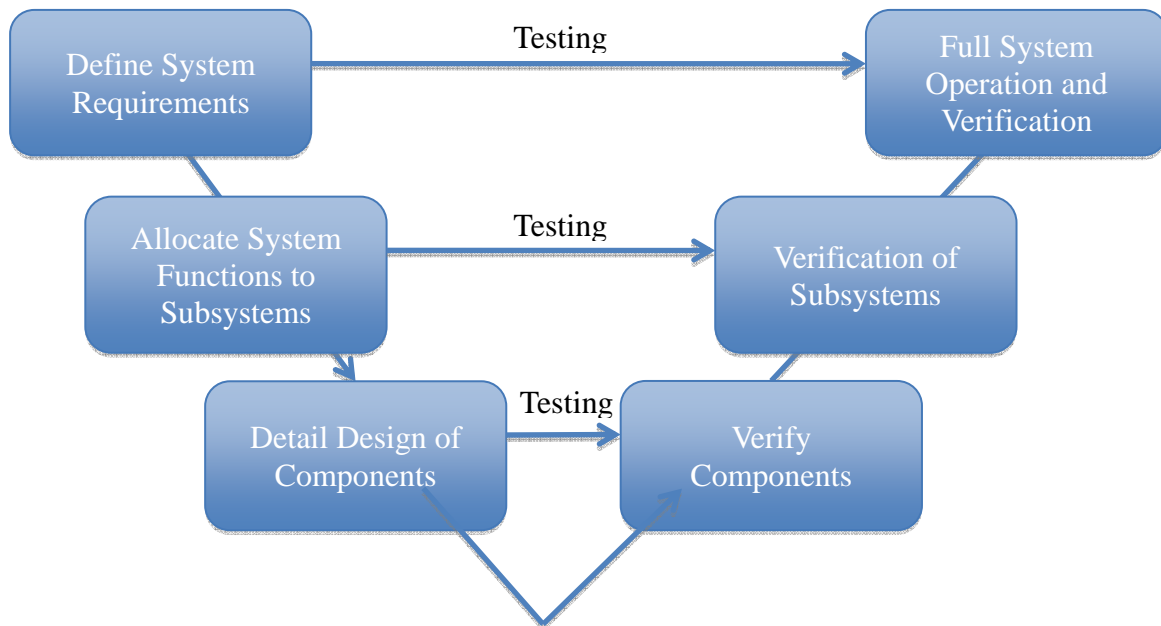 Testing
Define System
Requirements
Full System
Operation and
Verification
Testing
Allocate System
Functions to
Subsystems
Verification of
Subsystems
Testing
Detail Design of
Components
Verify
Components